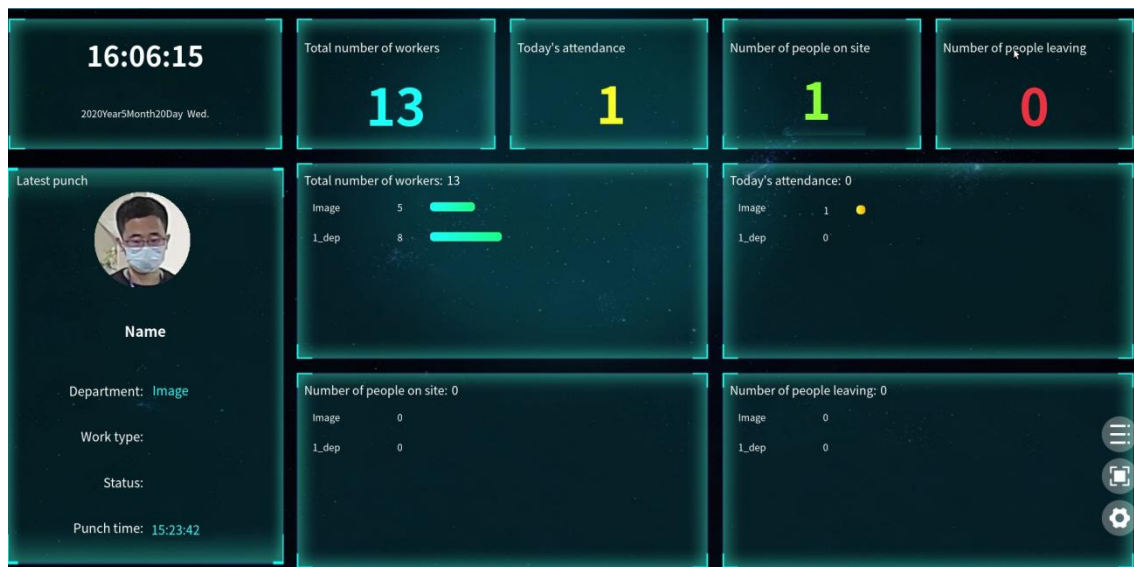 16:06:15
2020Year5Month20Day Wed.
Total number of workers
13
Today's attendance
1
Number of people on site
1
Number of people leaving
0
Latest punch
Name
Department: Image
Work type:
Status:
Punch time: 15:23:42
Total number of workers: 13
Image 5
1_dep 8
Today's attendance: 0
Image 1
1_dep 0
Number of people on site: 0
Image 0
1_dep 0
Number of people leaving: 0
Image 0
1_dep 0